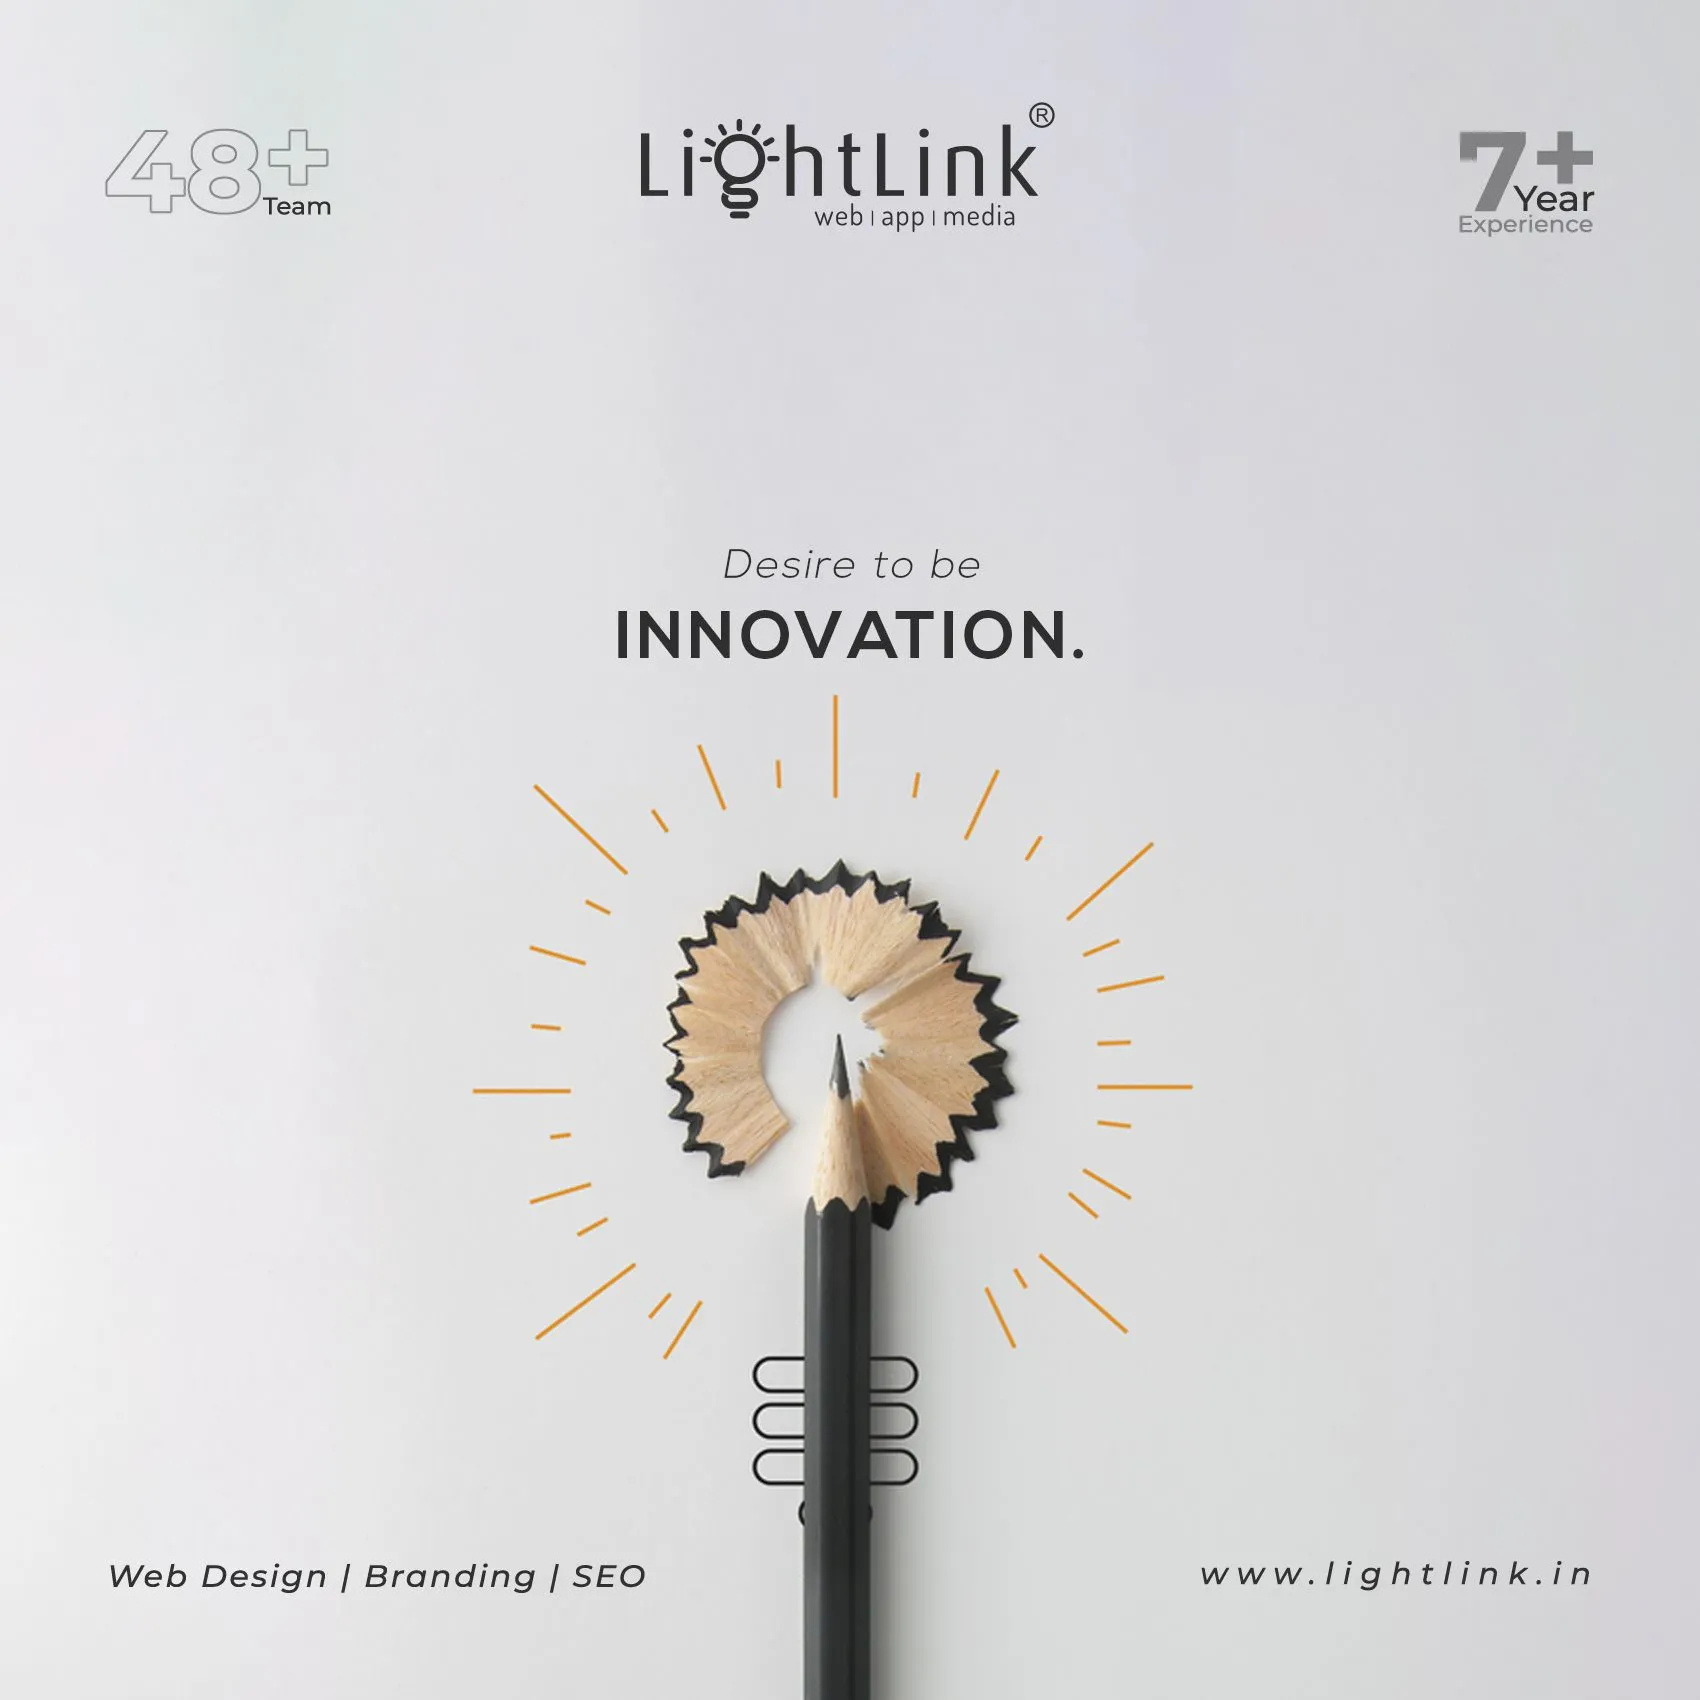 48+
Team
LightLink®
web | app | media
7+
Year
Experience
Desire to be
INNOVATION.
Web Design | Branding | SEO
www.lightlink.in